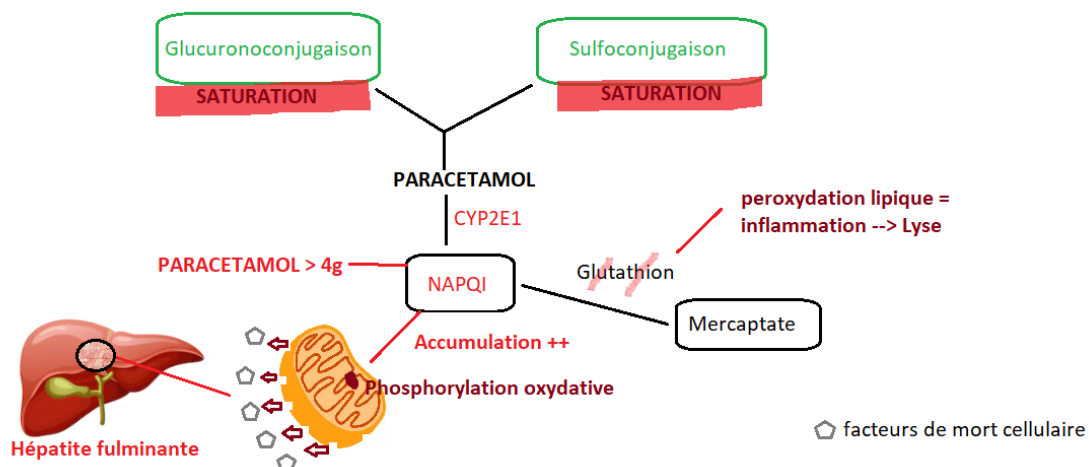 Glucuronoconjugaison
Sulfoconjugaison
SATURATION
SATURATION
PARACETAMOL
CYP2E1
peroxydation lipique =
inflammation --> Lyse
PARACETAMOL > 4g
NAPQI
Glutathion
Mercaptate
Accumulation ++
Phosphorylation oxydative
Hépatite fulminante
facteurs de mort cellulaire